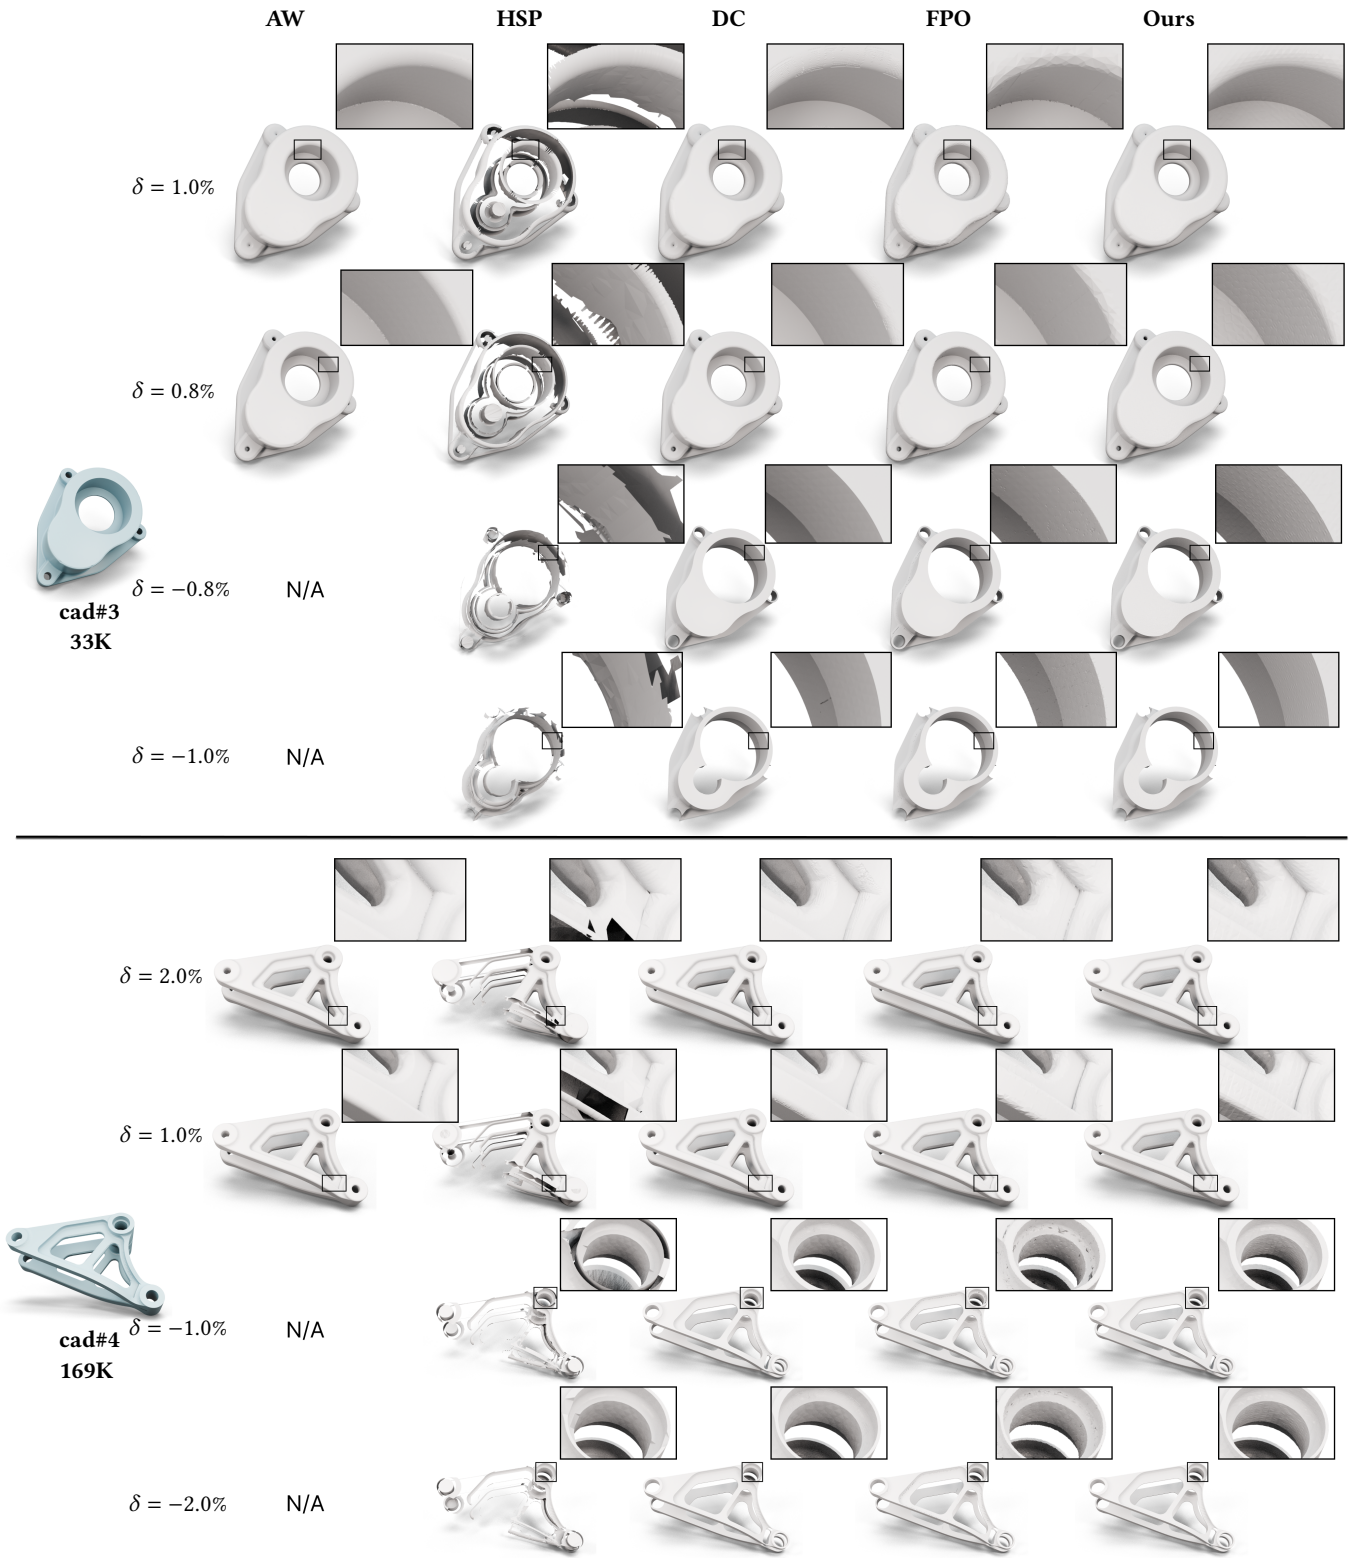 AW HSP DC FPO Ours
δ = 1.0%
δ = 0.8%
δ = −0.8% N/A
cad#3
33K
δ = −1.0% N/A
δ = 2.0%
δ = 1.0%
δ = −1.0% N/A
cad#4
169K
δ = −2.0% N/A